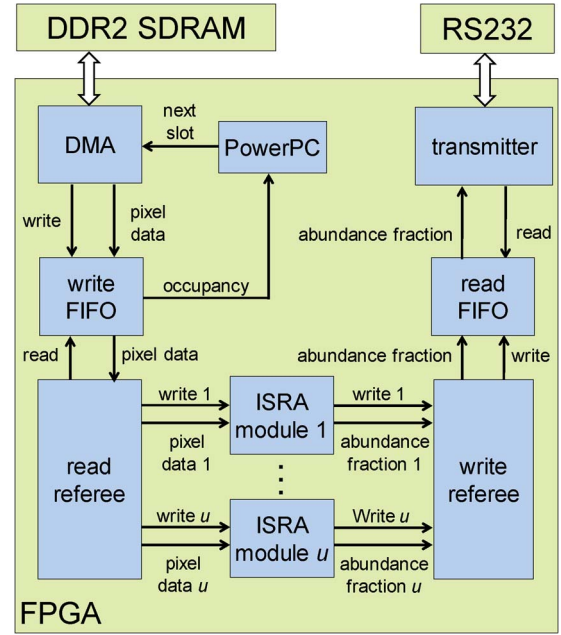 DDR2 SDRAM
RS232
DMA
next
slot
PowerPC
transmitter
write
pixel
data
abundance fraction
read
write
FIFO
occupancy
read
FIFO
read
pixel data
abundance fraction
write
read
referee
write 1
pixel
data 1
ISRA
module 1
write 1
abundance
fraction 1
write
referee
write u
pixel
data u
ISRA
module u
Write u
abundance
fraction u
FPGA